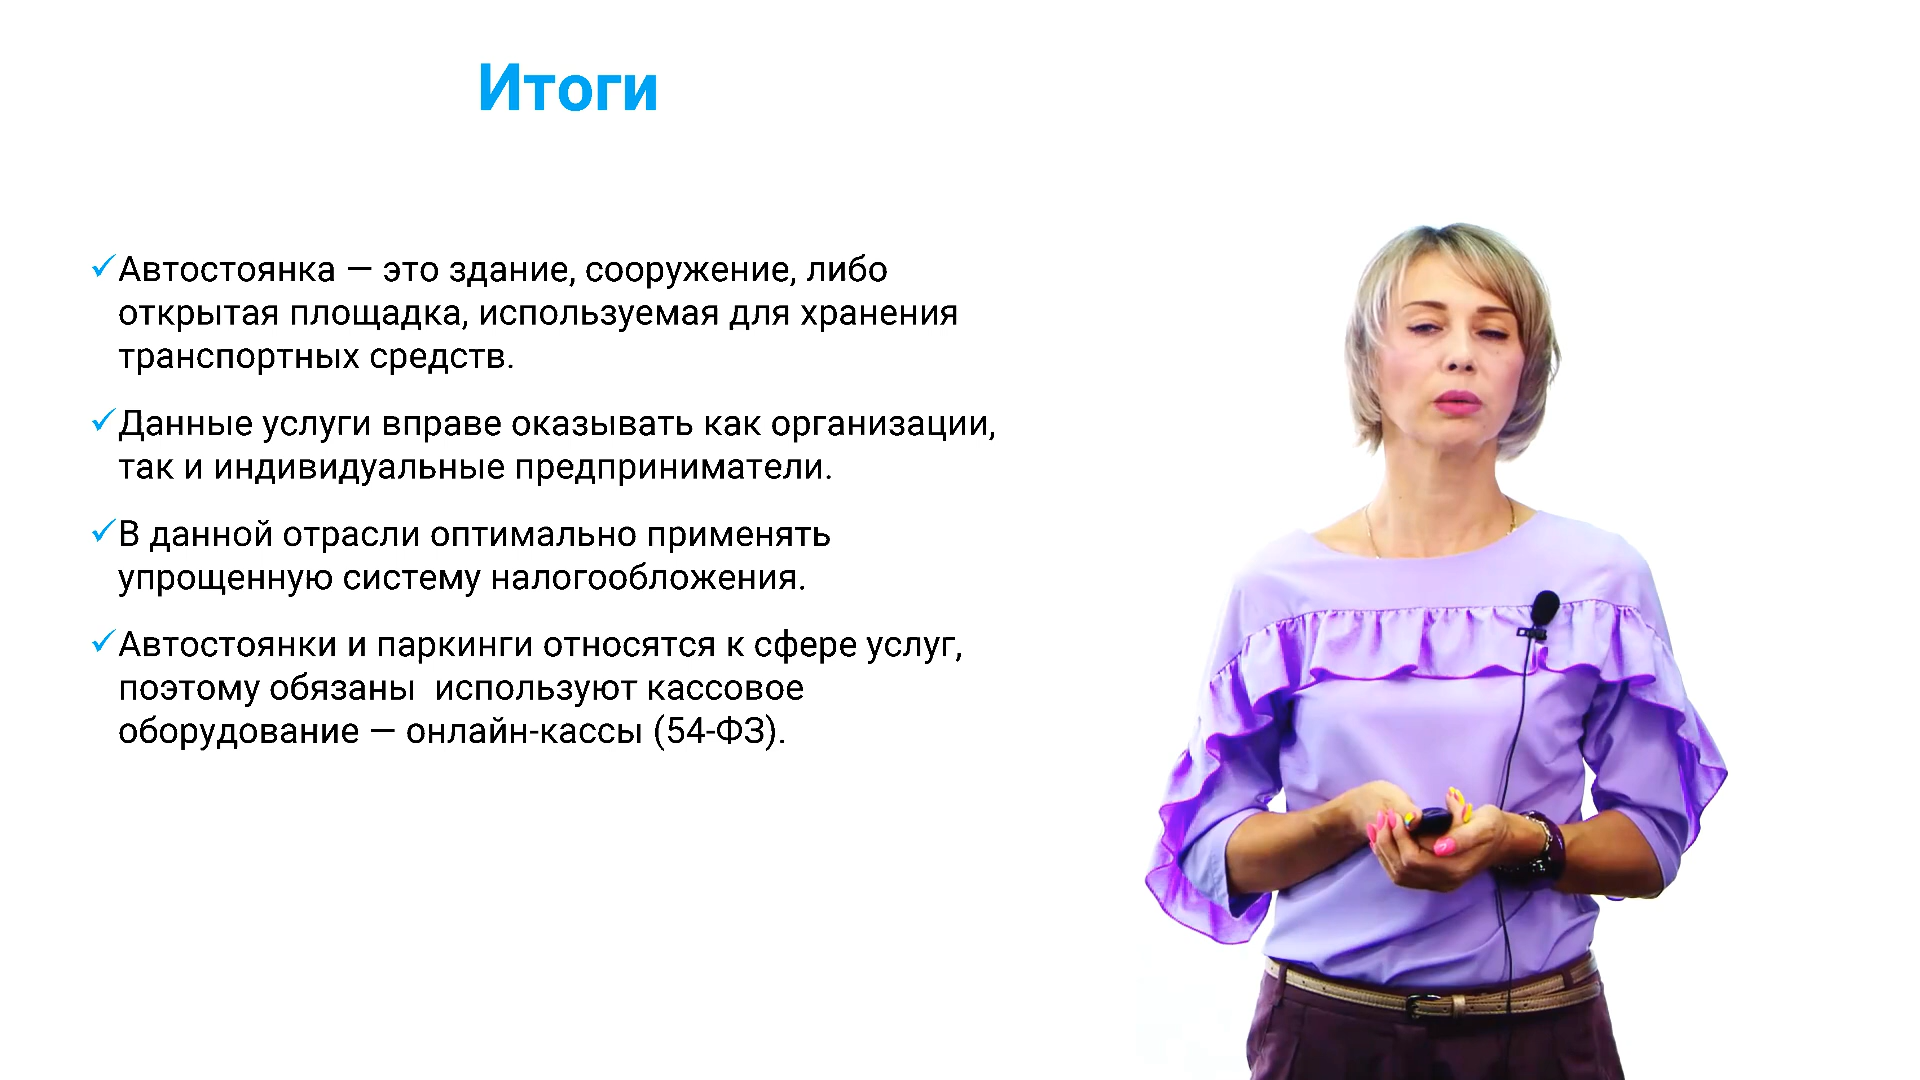 Итоги
Автостоянка — это здание, сооружение, либо
открытая площадка, используемая для хранения
транспортных средств.
Данные услуги вправе оказывать как организации,
так и индивидуальные предприниматели.
В данной отрасли оптимально применять
упрощенную систему налогообложения.
Автостоянки и паркинги относятся к сфере услуг,
поэтому обязаны  используют кассовое
оборудование — онлайн-кассы (54-ФЗ).